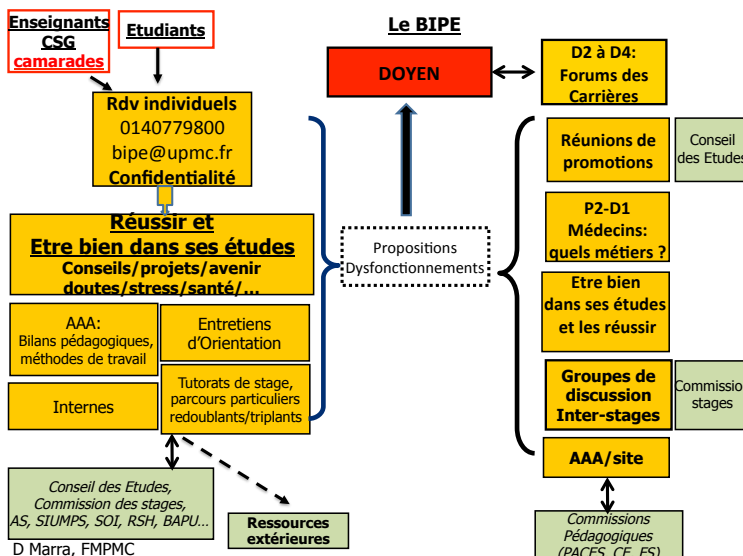 Enseignants
CSG
camarades
Etudiants
Le BIPE
DOYEN
D2 à D4:
Forums des
Carrières
Rdv individuels
0140779800
bipe@upmc.fr
Confidentialité
Réunions de
promotions
Conseil
des Etudes
Réussir et
Etre bien dans ses études
Conseils/projets/avenir
doutes/stress/santé/...
Propositions
Dysfonctionnements
P2-D1
Médecins:
quels métiers ?
Etre bien
dans ses études
et les réussir
AAA:
Bilans pédagogiques,
méthodes de travail
Entretiens
d’Orientation
Internes
Tutorats de stage,
parcours particuliers
redoublants/triplants
Groupes de
discussion
Inter-stages
Commission
stages
AAA/site
Conseil des Etudes,
Commission des stages,
AS, SIUMPS, SOI, RSH, BAPU...
Ressources
extérieures
Commissions
Pédagogiques
(PACES, CE, ES)
D Marra, FMPMC